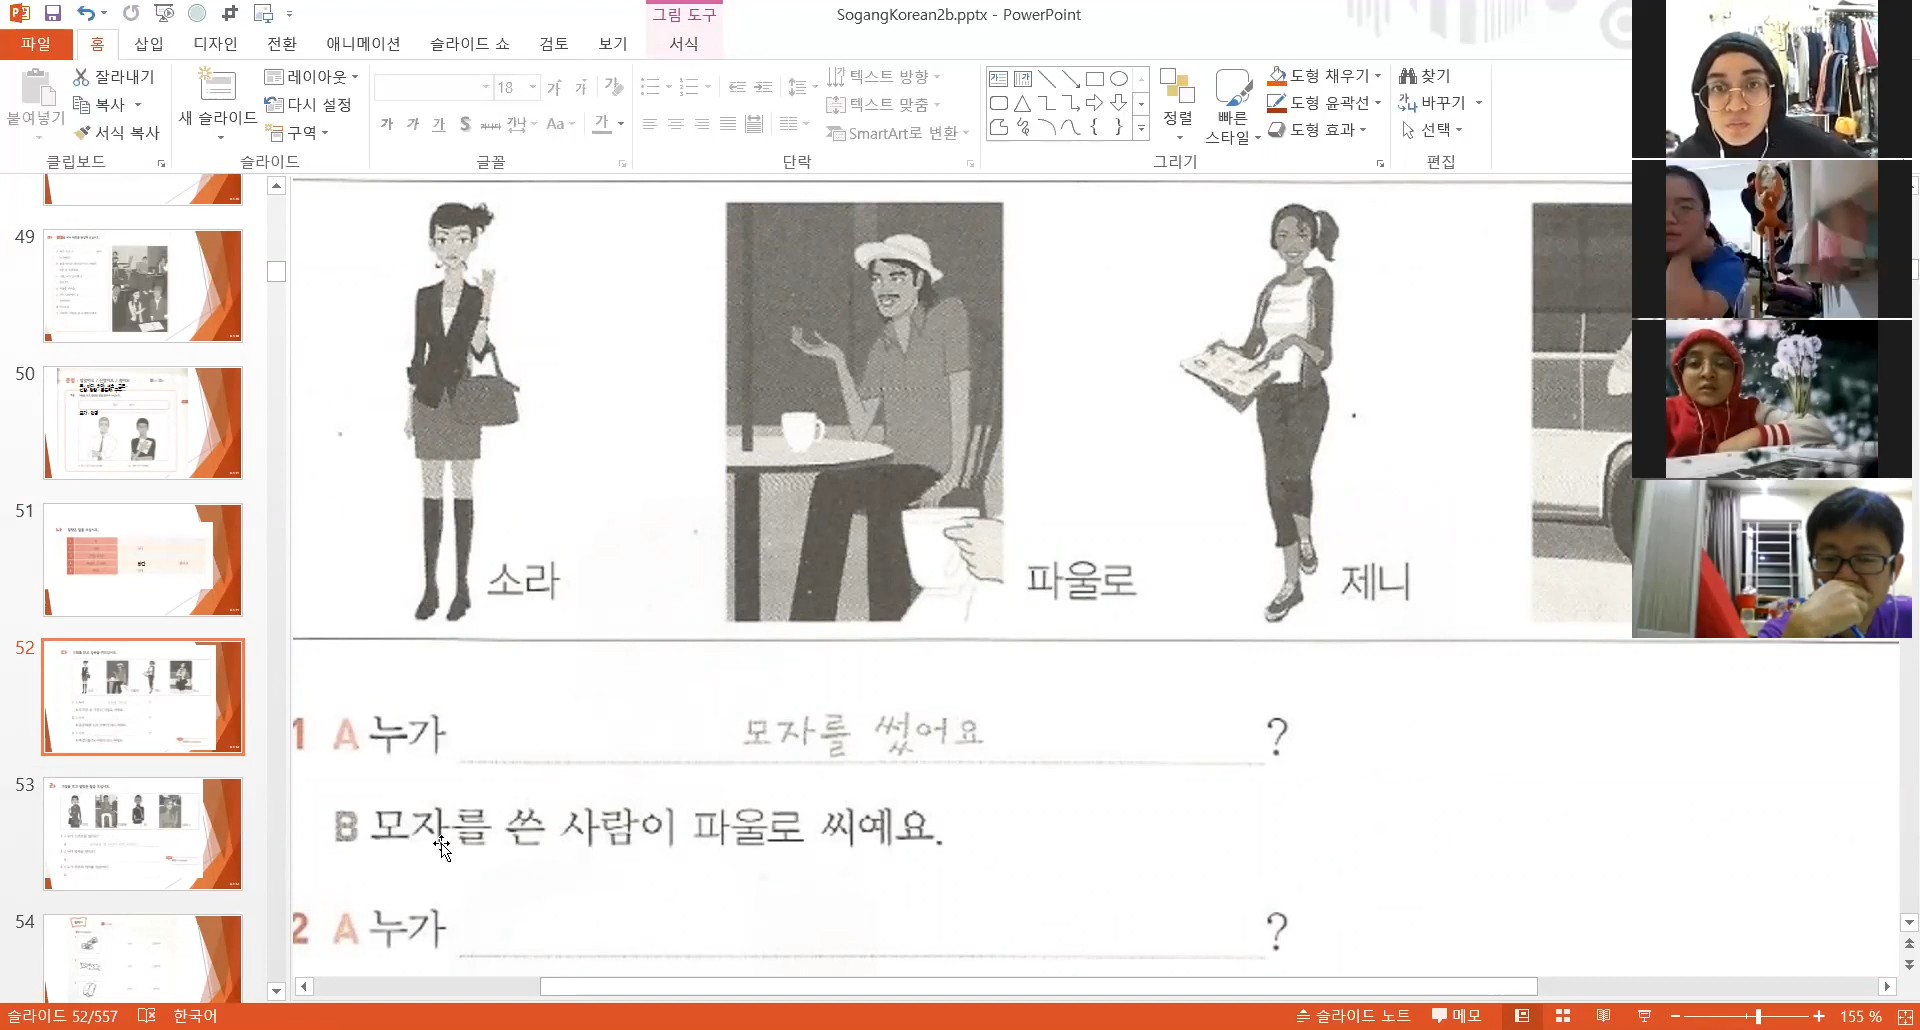 SogangKorean2b.pptx - PowerPoint
그림 도구
파일 홈 삽입 디자인 전환 애니메이션 슬라이드 쇼 검토 보기 서식
붙여넣기
잘라내기
복사
서식 복사
클립보드
새 슬라이드
레이아웃
다시 설정
구역
슬라이드
18
글꼴
텍스트 방향
텍스트 맞춤
SmartArt로 변환
단락
정렬
빠른 스타일
도형 채우기
도형 윤곽선
도형 효과
그리기
찾기
바꾸기
선택
편집
49
50
51
52
53
54
소라
파울로
제니
1 A 누가 모자를 썼어요 ?
B 모자를 쓴 사람이 파울로 씨예요.
2 A 누가 ?
슬라이드 52/557 한국어 슬라이드 노트 메모 155 %